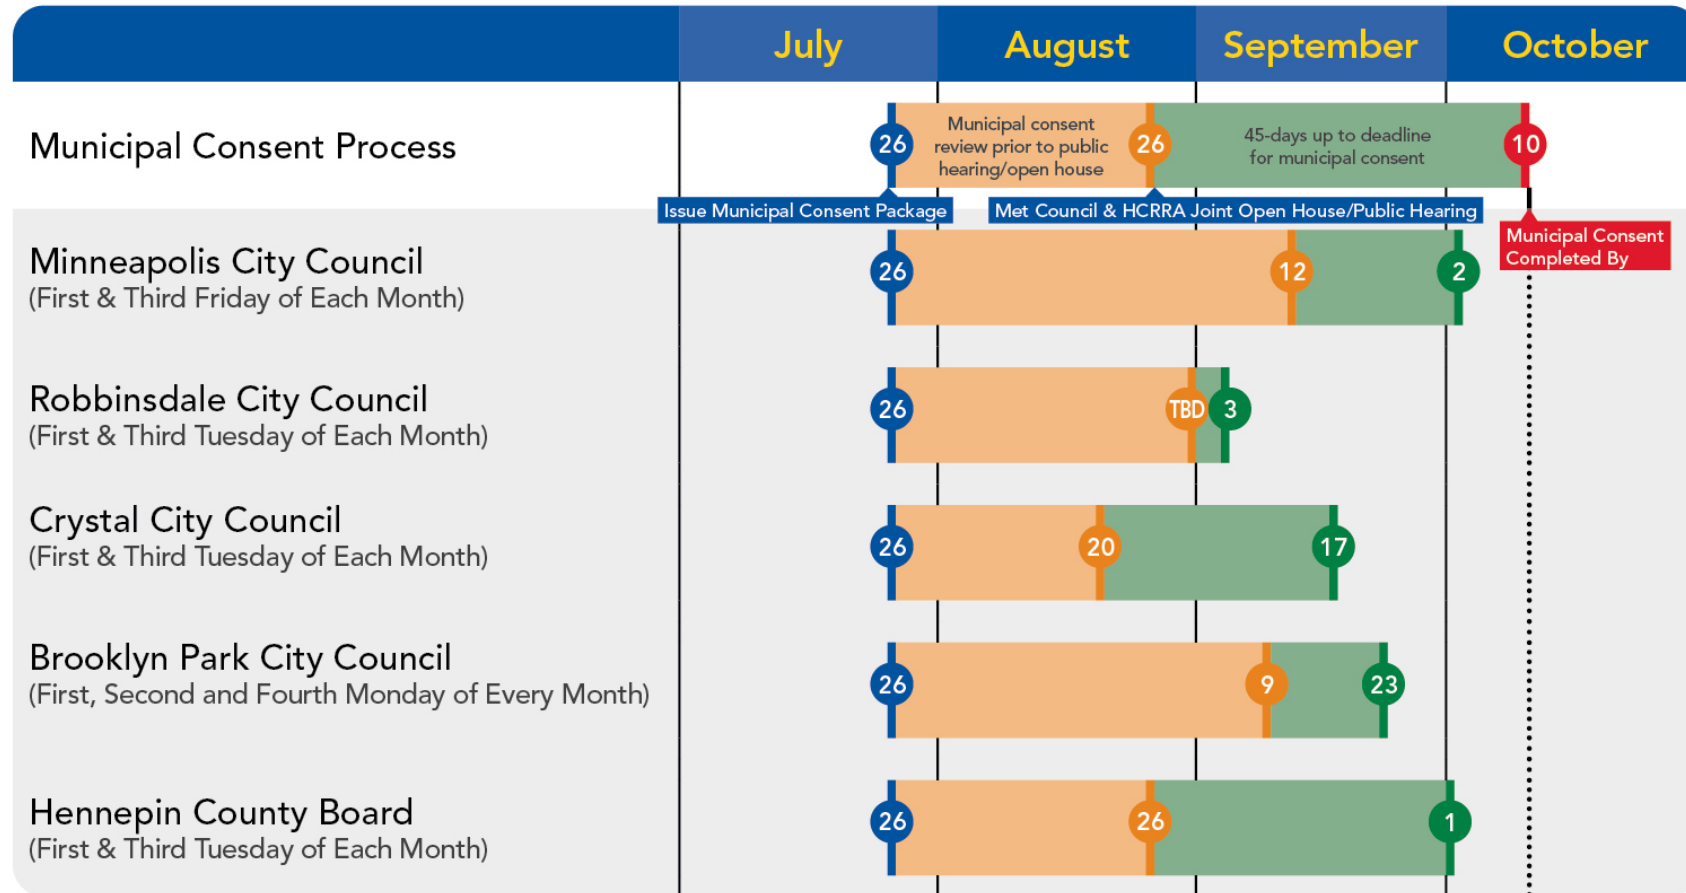 July August September October
Municipal Consent Process
26
Municipal consent
review prior to public
hearing/open house
26
45-days up to deadline
for municipal consent
10
Issue Municipal Consent Package
Met Council & HCRRA Joint Open House/Public Hearing
Municipal Consent
Completed By
Minneapolis City Council
(First & Third Friday of Each Month)
26 12 2
Robbinsdale City Council
(First & Third Tuesday of Each Month)
26 TBD 3
Crystal City Council
(First & Third Tuesday of Each Month)
26 20 17
Brooklyn Park City Council
(First, Second and Fourth Monday of Every Month)
26 9 23
Hennepin County Board
(First & Third Tuesday of Each Month)
26 26 1